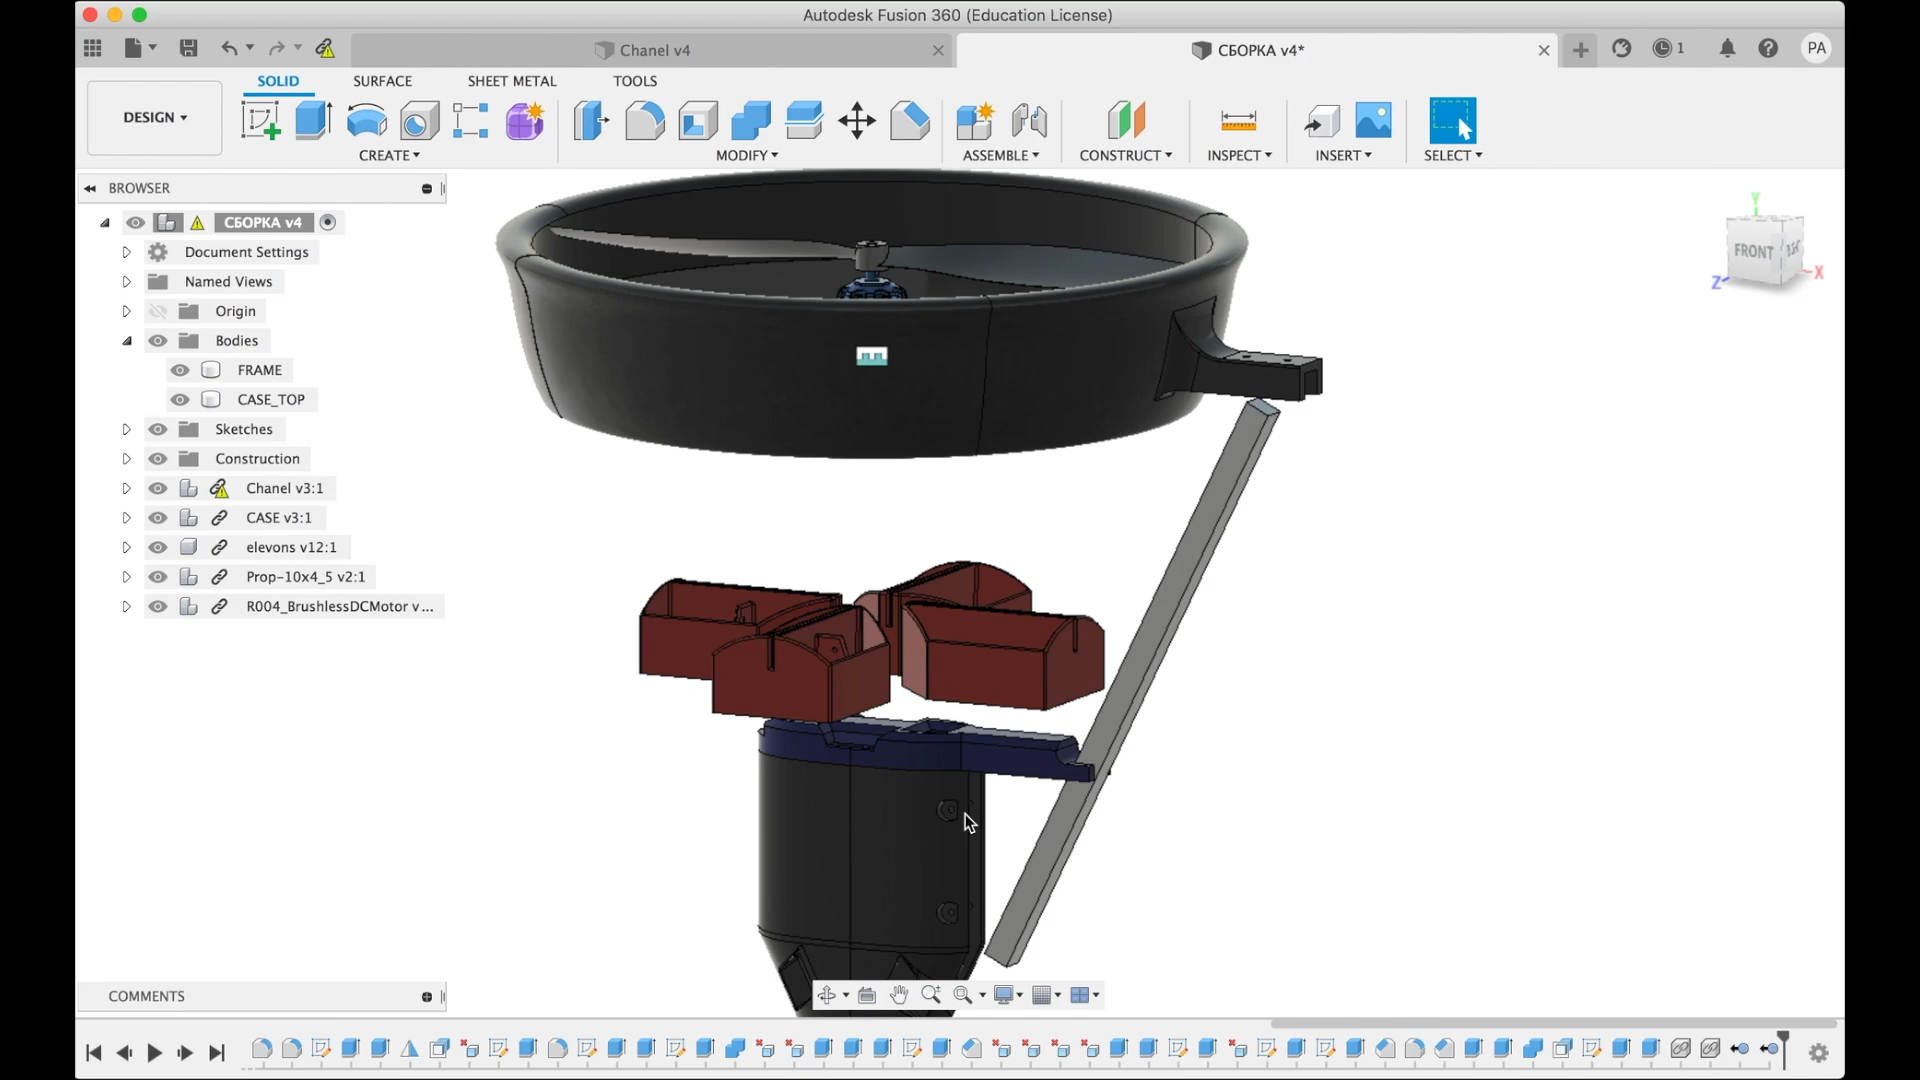 Autodesk Fusion 360 (Education License)
Chanel v4
СБОРКА v4*
1
PA
SOLID
SURFACE
SHEET METAL
TOOLS
DESIGN
CREATE
MODIFY
ASSEMBLE
CONSTRUCT
INSPECT
INSERT
SELECT
BROWSER
СБОРКА v4
Document Settings
Named Views
Origin
Bodies
FRAME
CASE_TOP
Sketches
Construction
Chanel v3:1
CASE v3:1
elevons v12:1
Prop-10x4_5 v2:1
R004_BrushlessDCMotor v...
Y
FRONT
Z
X
COMMENTS